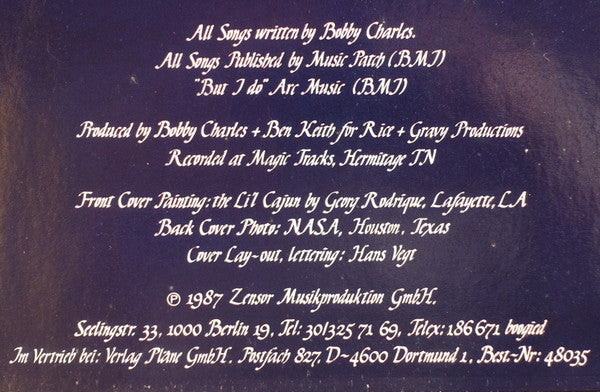 All Songs written by Bobby Charles.
All Songs Published by Music Patch (BMI)
"But I do" Arc Music (BMI)
Produced by Bobby Charles + Ben Keith for Rice + Gravy Productions
Recorded at Magic Tracks, Hermitage TN
Front Cover Painting: the Li'l Cajun by Georg Rodrique, Lafayette, LA
Back Cover Photo: NASA, Houston, Texas
Cover Lay-out, lettering: Hans Vegt
℗ 1987 Zensor Musikproduktion GmbH.
Seelingstr. 33, 1000 Berlin 19, Tel: 30/325 71 69, Telex: 186 671 boogied
Im Vertrieb bei: Verlag Pläne GmbH. Postfach 827, D-4600 Dortmund 1, Best.-Nr: 48035